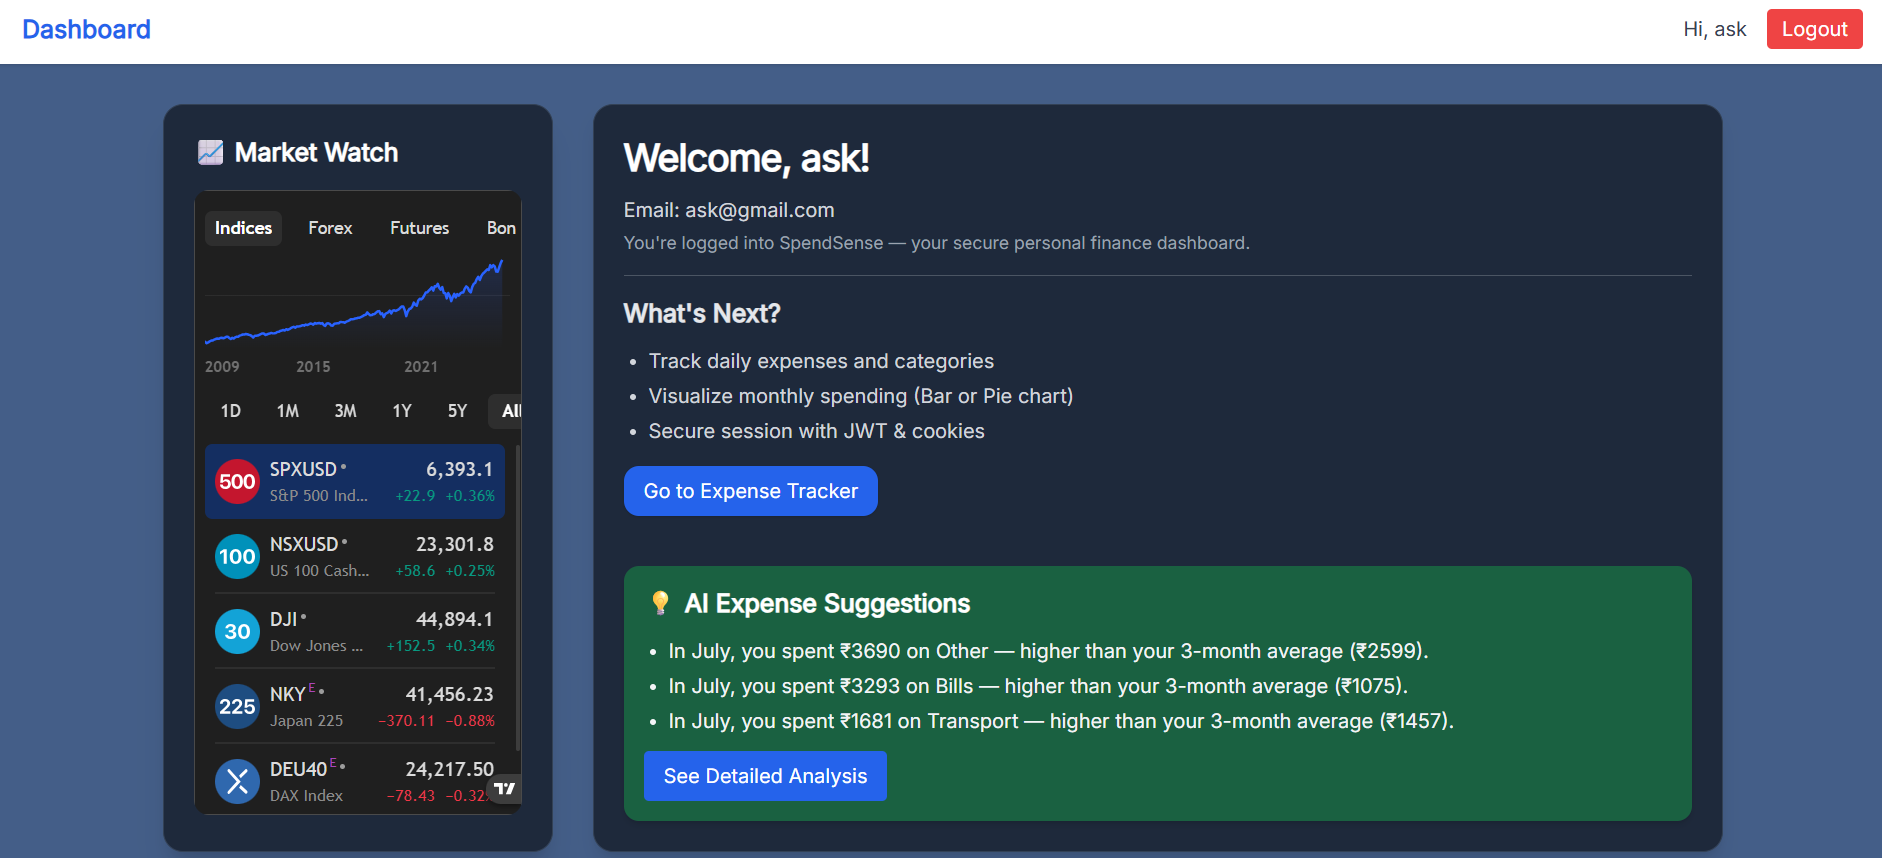 Dashboard
Hi, ask
Logout
📈 Market Watch
Indices Forex Futures Bon
2009 2015 2021
1D 1M 3M 1Y 5Y All
500 SPXUSD 6,393.1
S&P 500 Ind... +22.9 +0.36%
100 NSXUSD 23,301.8
US 100 Cash... +58.6 +0.25%
30 DJI 44,894.1
Dow Jones ... +152.5 +0.34%
225 NKY E 41,456.23
Japan 225 −370.11 −0.88%
DEU40 E 24,217.50
DAX Index −78.43 −0.32
Welcome, ask!
Email: ask@gmail.com
You're logged into SpendSense — your secure personal finance dashboard.
What's Next?
• Track daily expenses and categories
• Visualize monthly spending (Bar or Pie chart)
• Secure session with JWT & cookies
Go to Expense Tracker
💡 AI Expense Suggestions
• In July, you spent ₹3690 on Other — higher than your 3-month average (₹2599).
• In July, you spent ₹3293 on Bills — higher than your 3-month average (₹1075).
• In July, you spent ₹1681 on Transport — higher than your 3-month average (₹1457).
See Detailed Analysis